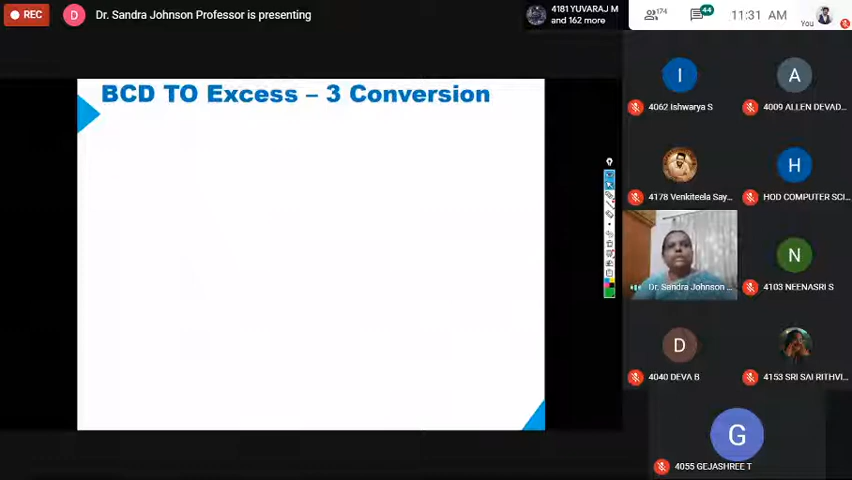 REC
D
Dr. Sandra Johnson Professor is presenting
4181 YUVARAJ M
and 162 more
174
44
11:31 AM
You
BCD TO Excess – 3 Conversion
I
4062 Ishwarya S
A
4009 ALLEN DEVAD...
4178 Venkiteela Say...
H
HOD COMPUTER SCI...
Dr. Sandra Johnson ...
N
4103 NEENASRI S
D
4040 DEVA B
4153 SRI SAI RITHVI...
G
4055 GEJASHREE T